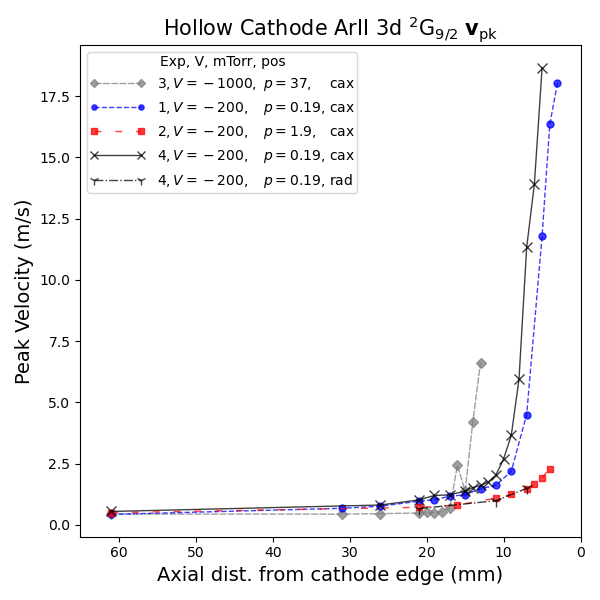 Hollow Cathode ArII 3d ²G₉/₂ v_pk
Exp, V, mTorr, pos
3, V = −1000, p = 37, cax
1, V = −200, p = 0.19, cax
2, V = −200, p = 1.9, cax
4, V = −200, p = 0.19, cax
4, V = −200, p = 0.19, rad
17.5
15.0
12.5
10.0
7.5
5.0
2.5
0.0
Peak Velocity (m/s)
60 50 40 30 20 10 0
Axial dist. from cathode edge (mm)